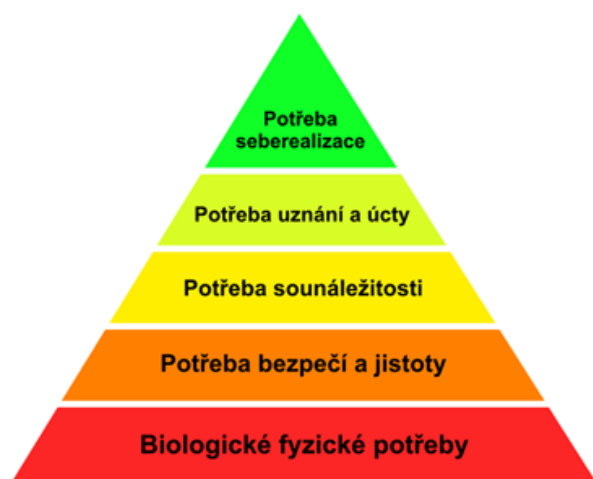 Potřeba
seberealizace
Potřeba uznání a úcty
Potřeba sounáležitosti
Potřeba bezpečí a jistoty
Biologické fyzické potřeby